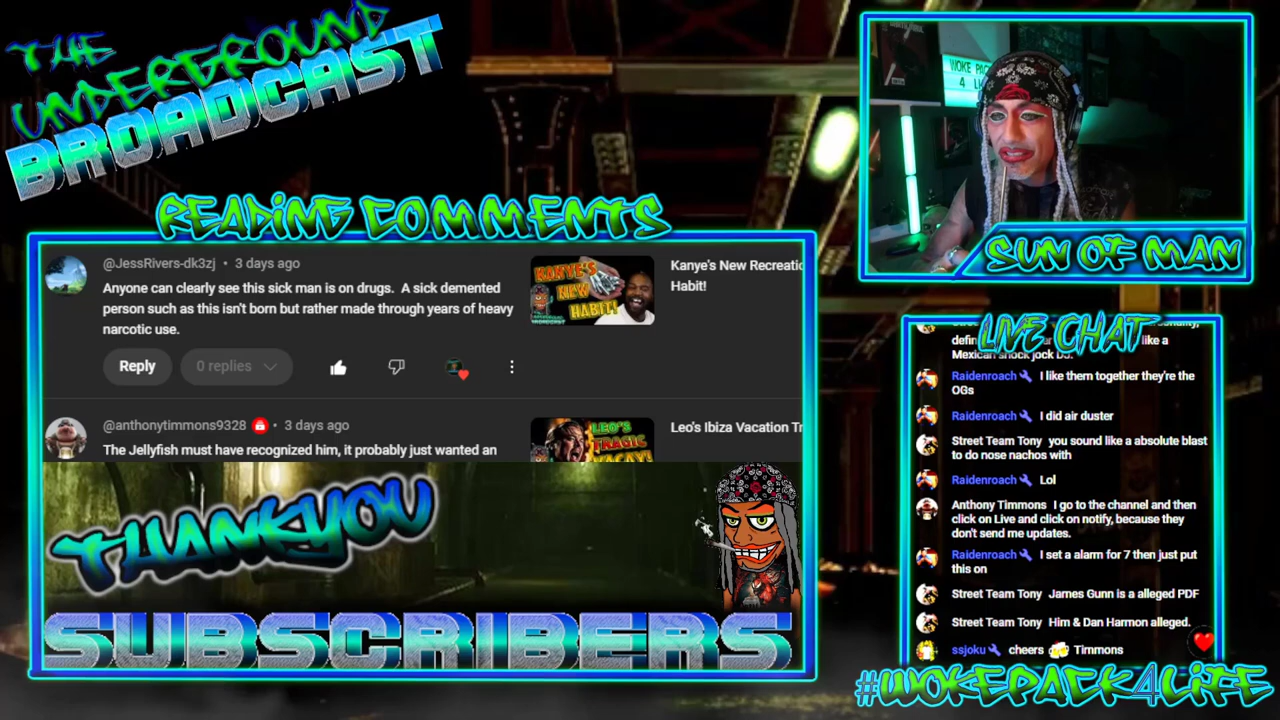 THE
UNDERGROUND
BROADCAST
READING COMMENTS
@JessRivers-dk3zj • 3 days ago
Anyone can clearly see this sick man is on drugs. A sick demented
person such as this isn't born but rather made through years of heavy
narcotic use.
Reply
0 replies
KANYE'S
NEW
HABIT!
Kanye's New Recreatic
Habit!
@anthonytimmons9328 • 3 days ago
The Jellyfish must have recognized him, it probably just wanted an
LEO'S
TRAGIC
VACAY!
Leo's Ibiza Vacation Tr
THANKYOU
SUBSCRIBERS
WOKE PAC
4 LI
SUN OF MAN
LIVE CHAT
like a
Mexican shock jock DJ.
Raidenroach I like them together they're the
OGs
Raidenroach I did air duster
Street Team Tony you sound like a absolute blast
to do nose nachos with
Raidenroach Lol
Anthony Timmons I go to the channel and then
click on Live and click on notify, because they
don't send me updates.
Raidenroach I set a alarm for 7 then just put
this on
Street Team Tony James Gunn is a alleged PDF
Street Team Tony Him & Dan Harmon alleged.
ssjoku cheers 🍻 Timmons
#WOKEPACK4LIFE